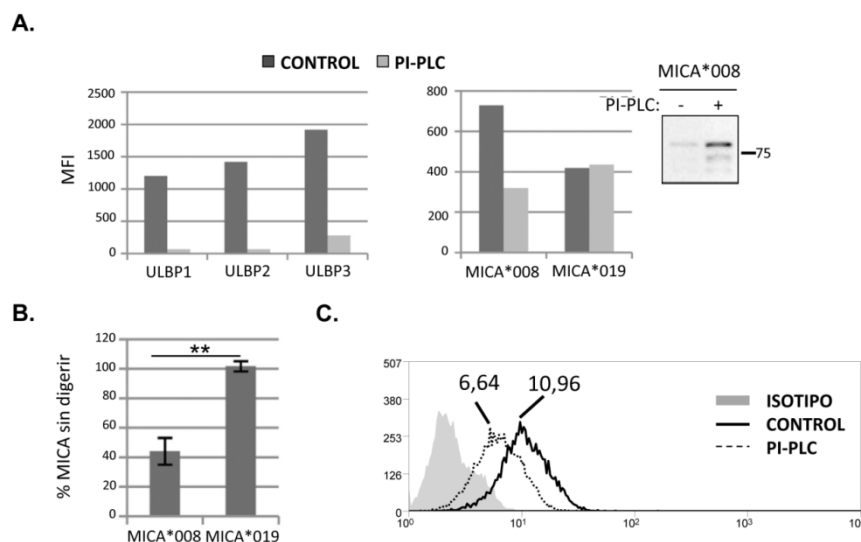 A.
CONTROL PI-PLC
MICA*008
PI-PLC: - +
75
MFI
2500
2000
1500
1000
500
0
ULBP1 ULBP2 ULBP3
800
600
400
200
0
MICA*008 MICA*019
B.
% MICA sin digerir
120
100
80
60
40
20
0
**
MICA*008 MICA*019
C.
507
380
253
126
0
6,64 10,96
ISOTIPO
CONTROL
PI-PLC
10⁰ 10¹ 10² 10³